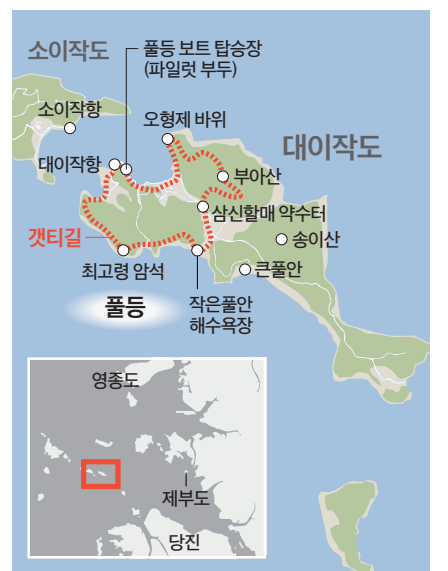 소이작도
풀등 보트 탑승장
(파일럿 부두)
소이작항
오형제 바위
대이작도
대이작항
부아산
삼신할매 약수터
갯티길
송이산
최고령 암석
큰풀안
풀등
작은풀안
해수욕장
영종도
제부도
당진